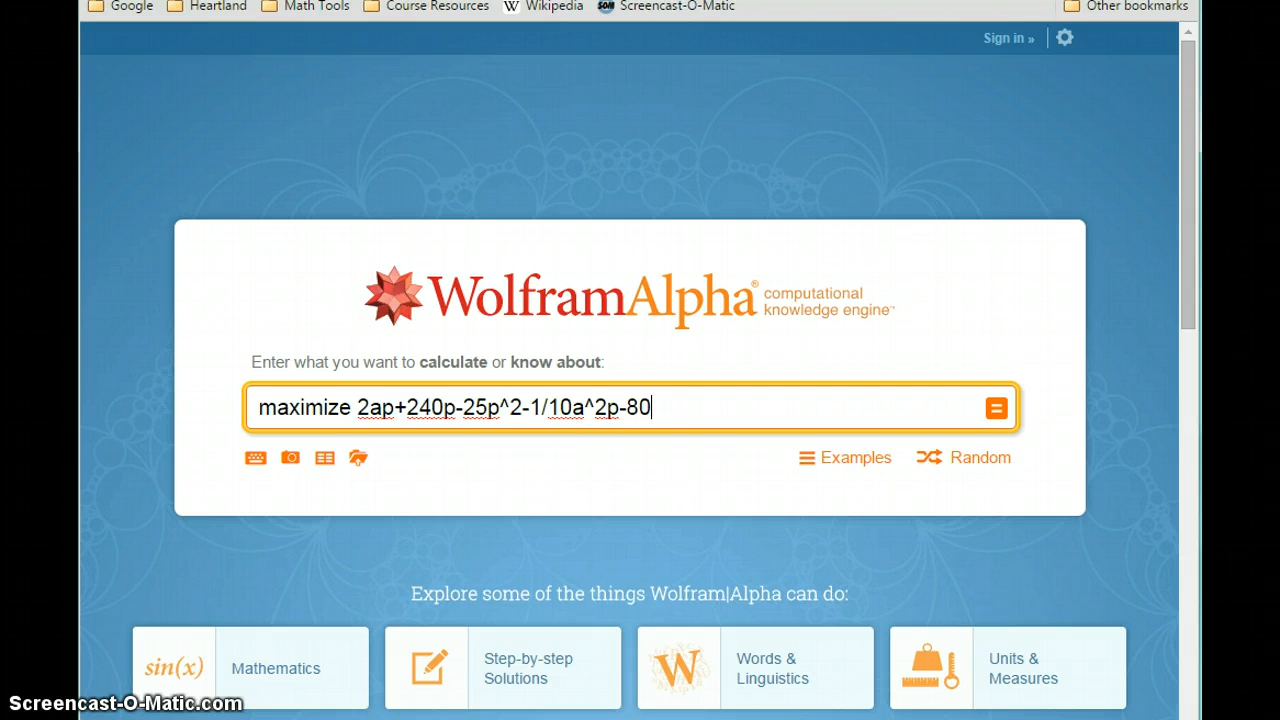 Google Heartland Math Tools Course Resources W Wikipedia SOM Screencast-O-Matic Other bookmarks
Sign in »
WolframAlpha® computational knowledge engine™
Enter what you want to calculate or know about:
maximize 2ap+240p-25p^2-1/10a^2p-80
Examples Random
Explore some of the things Wolfram|Alpha can do:
sin(x) Mathematics
Step-by-step Solutions
W Words & Linguistics
Units & Measures
Screencast-O-Matic.com